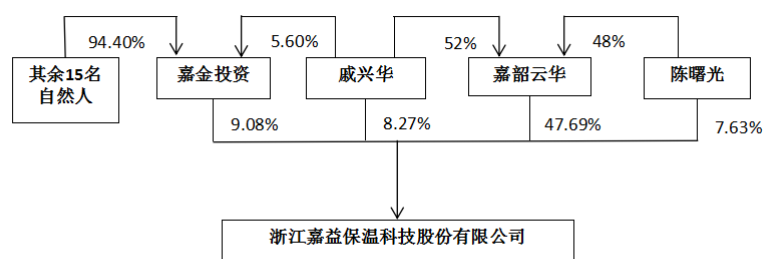 94.40%
5.60%
52%
48%
其余15名
自然人
嘉金投资
戚兴华
嘉韶云华
陈曙光
9.08%
8.27%
47.69%
7.63%
浙江嘉益保温科技股份有限公司